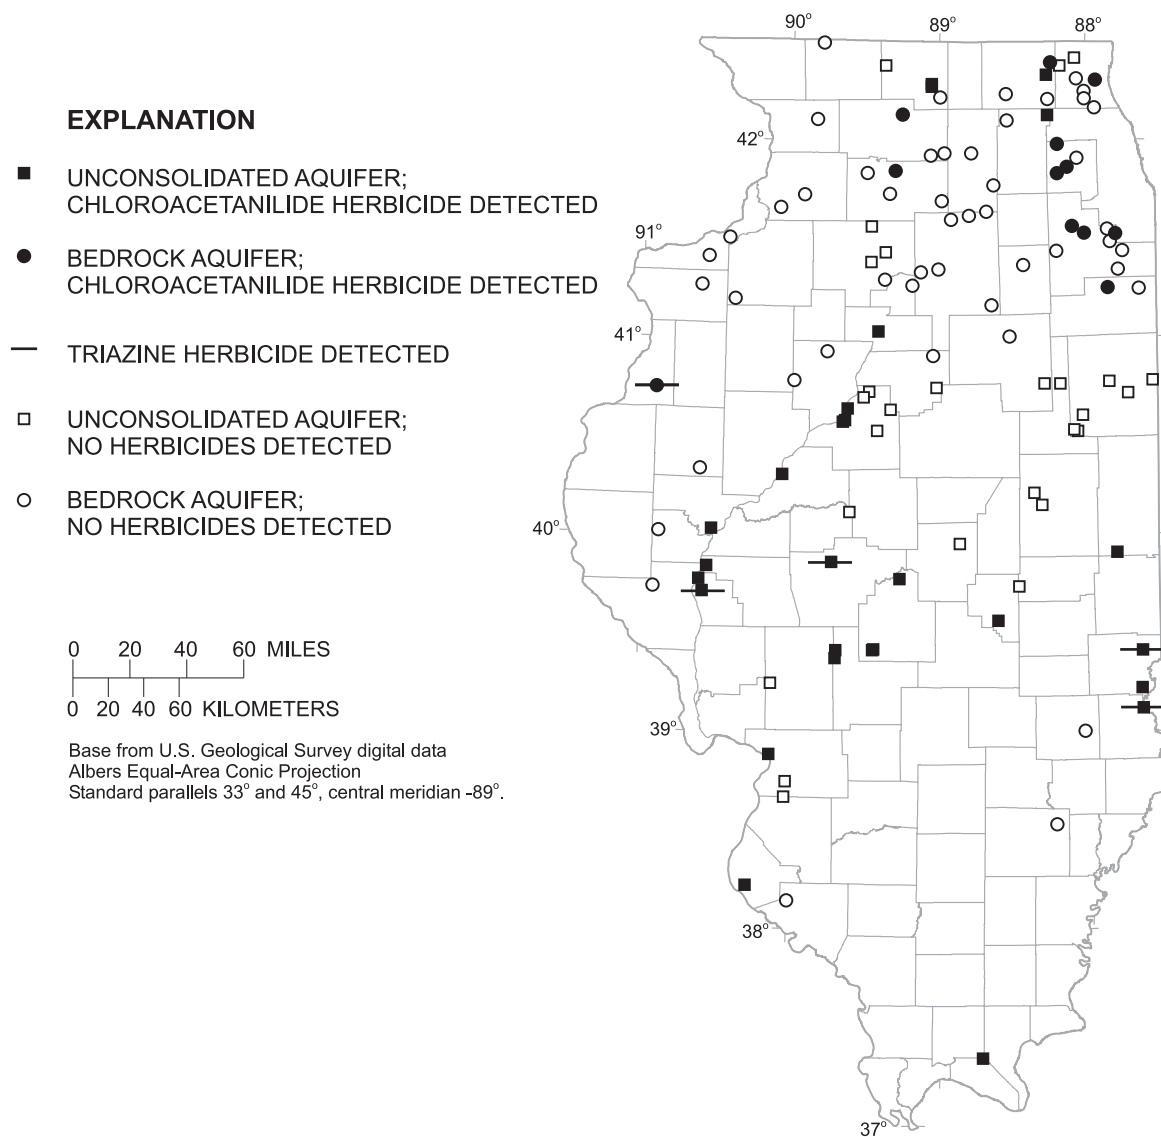 EXPLANATION
UNCONSOLIDATED AQUIFER;
CHLOROACETANILIDE HERBICIDE DETECTED
BEDROCK AQUIFER;
CHLOROACETANILIDE HERBICIDE DETECTED
TRIAZINE HERBICIDE DETECTED
UNCONSOLIDATED AQUIFER;
NO HERBICIDES DETECTED
BEDROCK AQUIFER;
NO HERBICIDES DETECTED
0 20 40 60 MILES
0 20 40 60 KILOMETERS
Base from U.S. Geological Survey digital data
Albers Equal-Area Conic Projection
Standard parallels 33° and 45°, central meridian -89°.
90° 89° 88°
42°
91°
41°
40°
39°
38°
37°